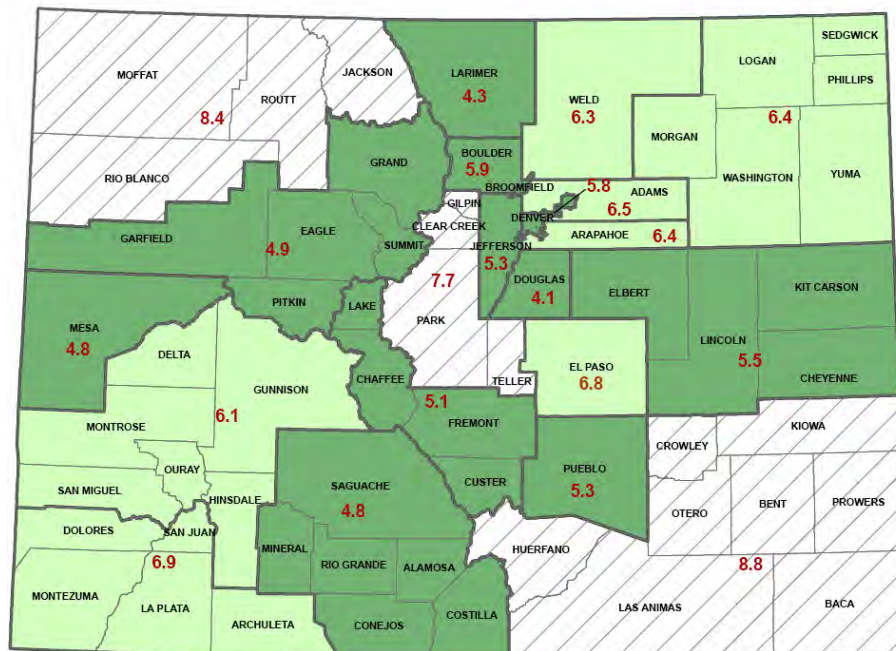 SEDGWICK
LOGAN
JACKSON
MOFFAT
LARIMER
PHILLIPS
ROUTT
4.3
WELD
8.4
6.3
6.4
MORGAN
BOULDER
GRAND
5.9
RIO BLANCO
WASHINGTON
YUMA
BROOMFIELD
5.8
ADAMS
GILPIN
6.5
DENVER
CLEAR CREEK
EAGLE
ARAPAHOE
6.4
GARFIELD
SUMMIT
JEFFERSON
4.9
5.3
DOUGLAS
7.7
4.1
ELBERT
KIT CARSON
PITKIN
LAKE
PARK
MESA
4.8
LINCOLN
DELTA
5.5
EL PASO
CHAFFEE
TELLER
6.8
CHEYENNE
GUNNISON
5.1
6.1
FREMONT
KIOWA
MONTROSE
CROWLEY
OURAY
PUEBLO
SAGUACHE
CUSTER
SAN MIGUEL
4.8
5.3
HINSDALE
BENT
PROWERS
OTERO
DOLORES
SAN JUAN
MINERAL
HUERFANO
6.9
RIO GRANDE
ALAMOSA
8.8
MONTEZUMA
LA PLATA
LAS ANIMAS
BACA
COSTILLA
ARCHULETA
CONEJOS